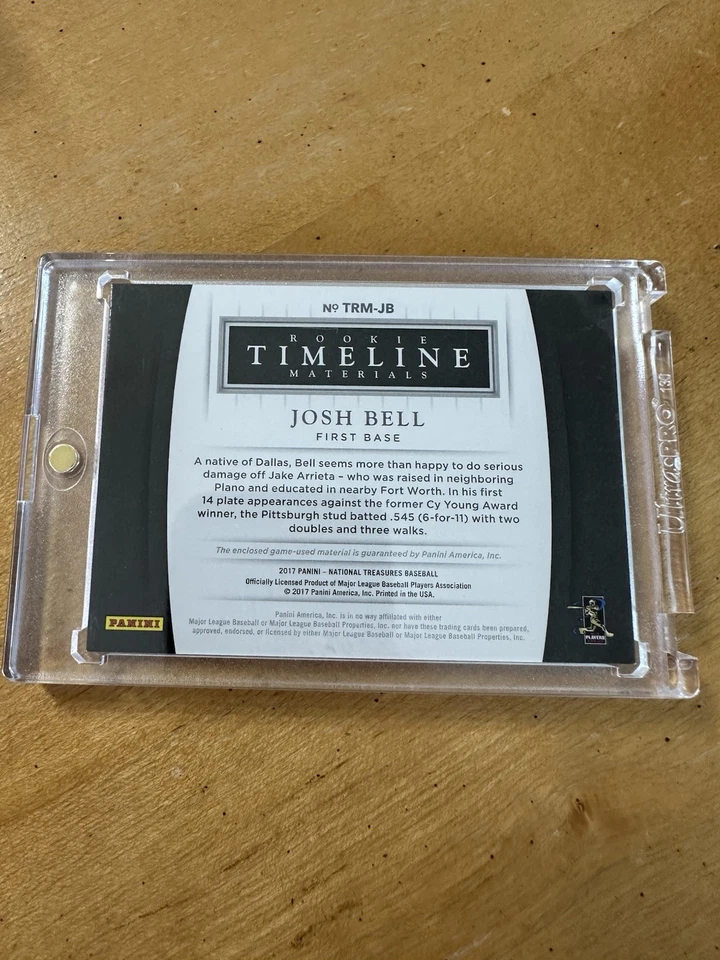 Nº TRM-JB
ROOKIE
TIMELINE
MATERIALS
JOSH BELL
FIRST BASE
A native of Dallas, Bell seems more than happy to do serious
damage off Jake Arrieta – who was raised in neighboring
Plano and educated in nearby Fort Worth. In his first
14 plate appearances against the former Cy Young Award
winner, the Pittsburgh stud batted .545 (6-for-11) with two
doubles and three walks.
The enclosed game-used material is guaranteed by Panini America, Inc.
2017 PANINI – NATIONAL TREASURES BASEBALL
Officially Licensed Product of Major League Baseball Players Association
© 2017 Panini America, Inc. Printed in the USA.
Panini America, Inc. is in no way affiliated with either
Major League Baseball or Major League Baseball Properties, Inc. nor have these trading cards been prepared,
approved, endorsed, or licensed by either Major League Baseball or Major League Baseball Properties, Inc.
PANINI
PLAYERS
Ultra PRO® 130